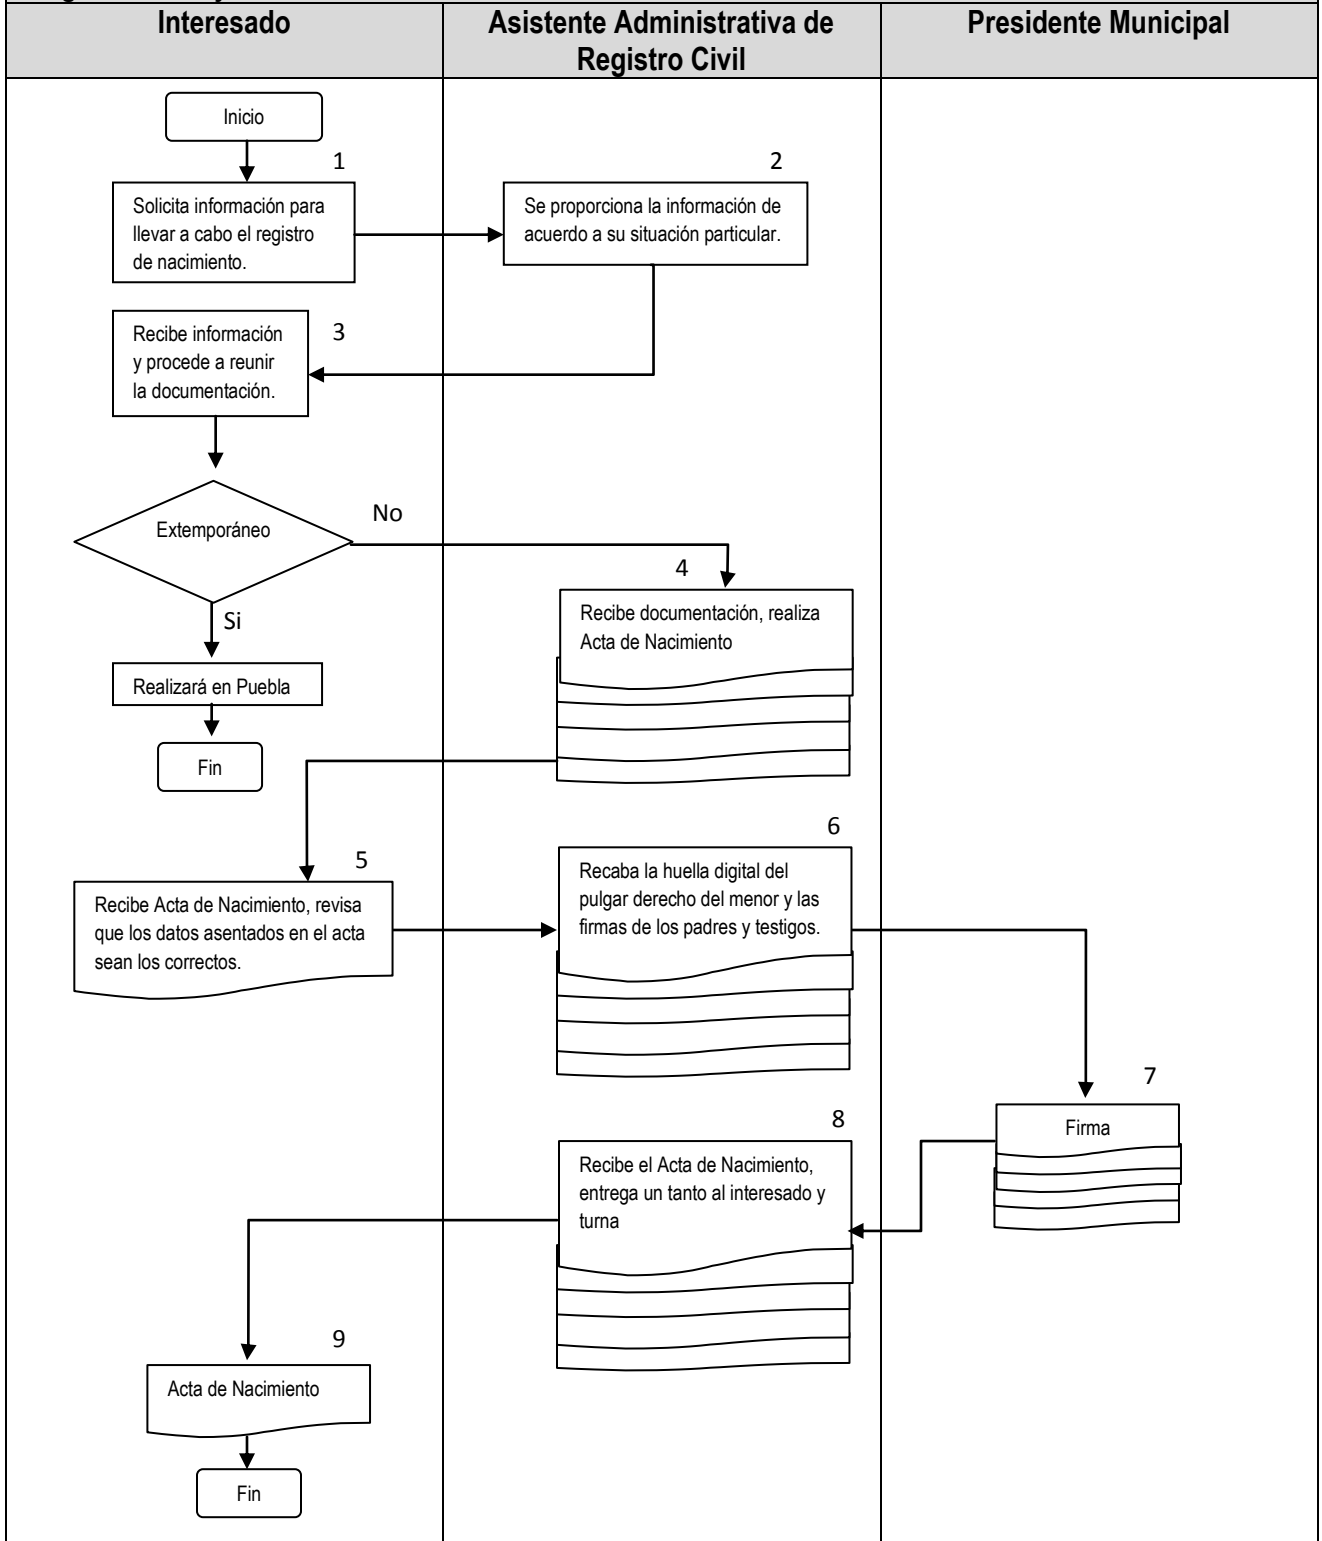 Interesado
Asistente Administrativa de
Registro Civil
Presidente Municipal
Inicio
1
Solicita información para
llevar a cabo el registro
de nacimiento.
2
Se proporciona la información de
acuerdo a su situación particular.
3
Recibe información
y procede a reunir
la documentación.
Extemporáneo
No
Si
Realizará en Puebla
Fin
4
Recibe documentación, realiza
Acta de Nacimiento
5
Recibe Acta de Nacimiento, revisa
que los datos asentados en el acta
sean los correctos.
6
Recaba la huella digital del
pulgar derecho del menor y las
firmas de los padres y testigos.
7
Firma
8
Recibe el Acta de Nacimiento,
entrega un tanto al interesado y
turna
9
Acta de Nacimiento
Fin